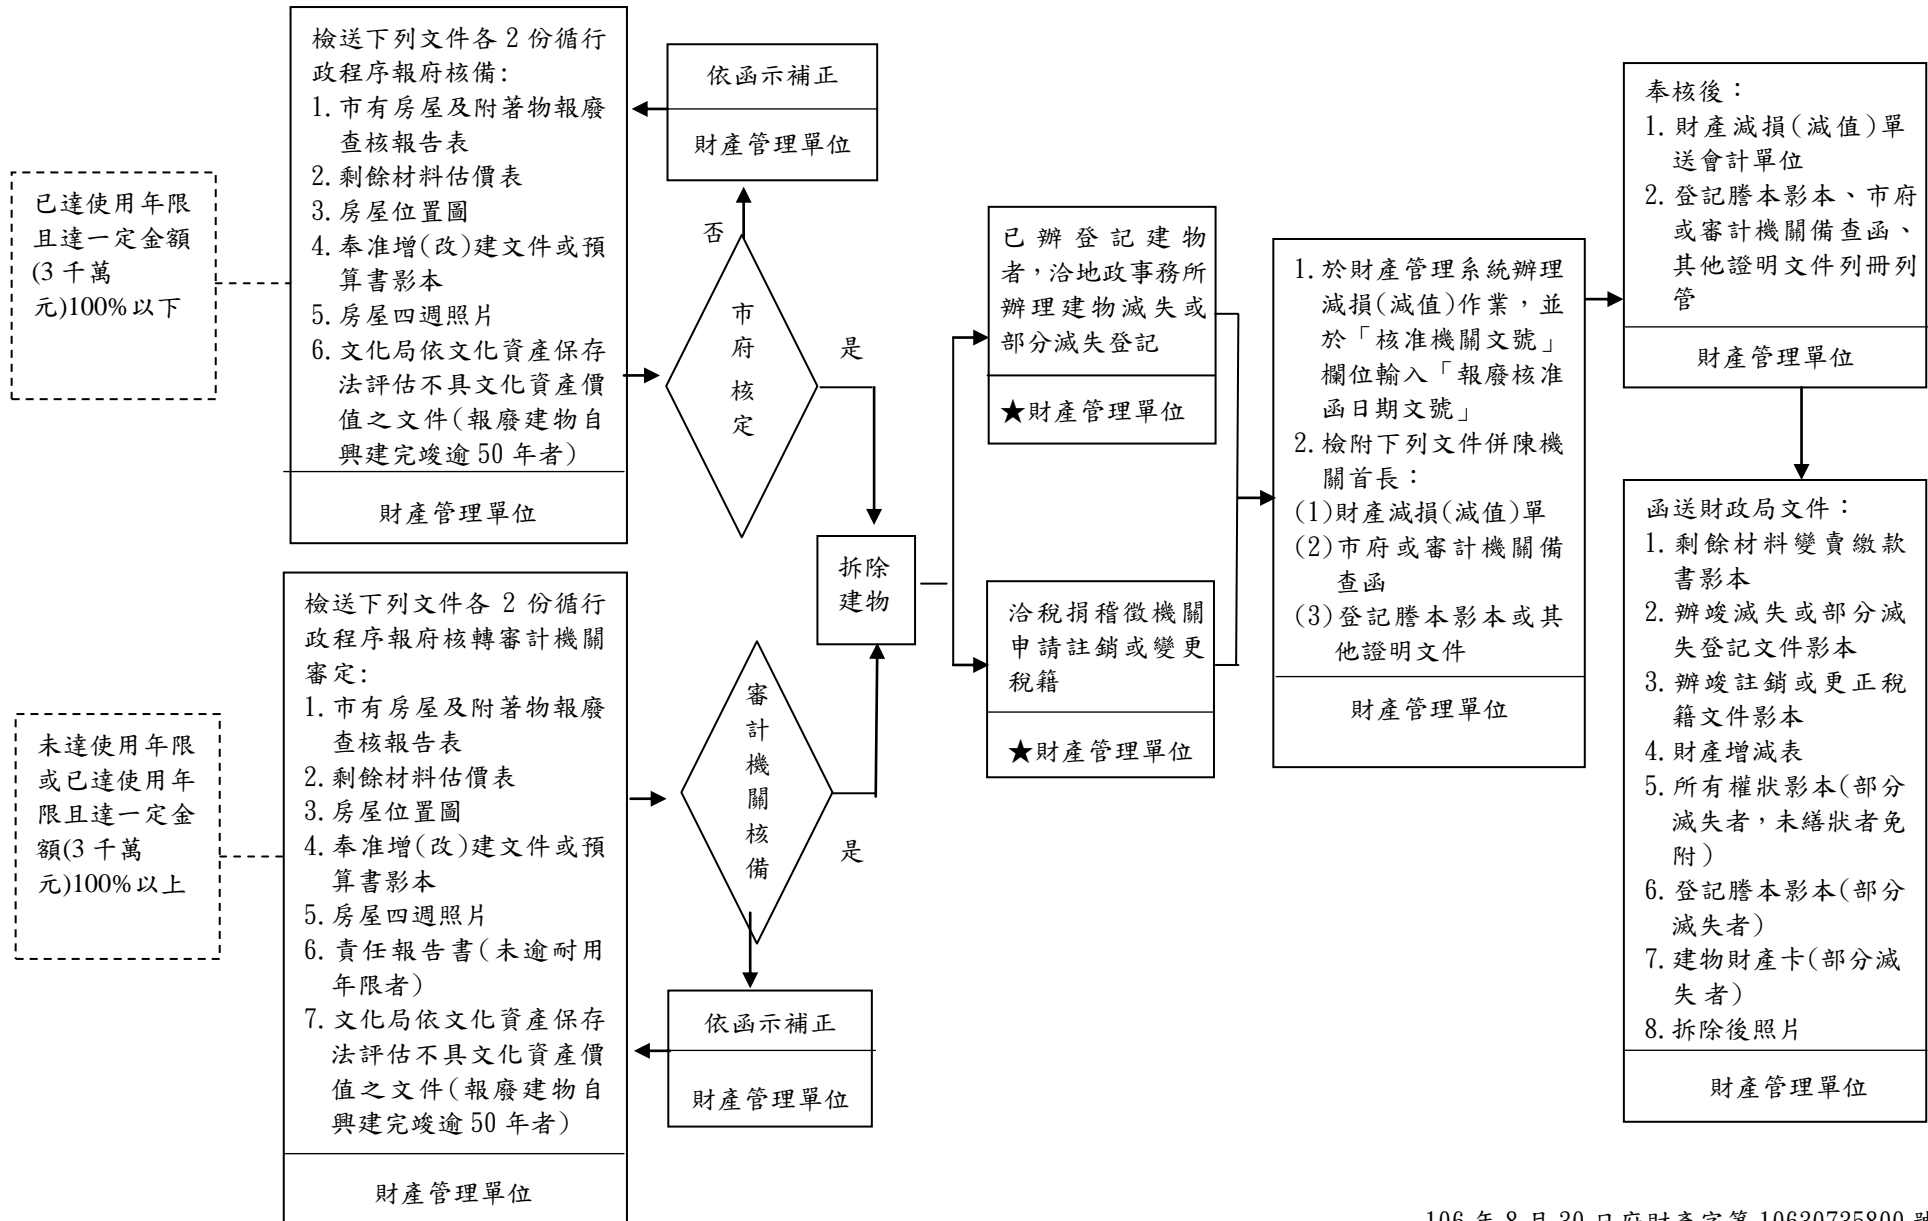 已達使用年限
且達一定金額
(3 千萬
元)100%以下
檢送下列文件各 2 份循行
政程序報府核備:
1.市有房屋及附著物報廢
查核報告表
2.剩餘材料估價表
3.房屋位置圖
4.奉准增(改)建文件或預
算書影本
5.房屋四週照片
6.文化局依文化資產保存
法評估不具文化資產價
值之文件(報廢建物自
興建完竣逾 50 年者)
財產管理單位
依函示補正
財產管理單位
否
市
府
核
定
是
未達使用年限
或已達使用年
限且達一定金
額(3 千萬
元)100%以上
檢送下列文件各 2 份循行
政程序報府核轉審計機關
審定:
1.市有房屋及附著物報廢
查核報告表
2.剩餘材料估價表
3.房屋位置圖
4.奉准增(改)建文件或預
算書影本
5.房屋四週照片
6.責任報告書(未逾耐用
年限者)
7.文化局依文化資產保存
法評估不具文化資產價
值之文件(報廢建物自
興建完竣逾 50 年者)
財產管理單位
審
計
機
關
核
備
是
依函示補正
財產管理單位
拆除
建物
已辦登記建物
者，洽地政事務所
辦理建物滅失或
部分滅失登記
★財產管理單位
洽稅捐稽徵機關
申請註銷或變更
稅籍
★財產管理單位
1.於財產管理系統辦理
減損(減值)作業，並
於「核准機關文號」
欄位輸入「報廢核准
函日期文號」
2.檢附下列文件併陳機
關首長：
(1)財產減損(減值)單
(2)市府或審計機關備
查函
(3)登記謄本影本或其
他證明文件
財產管理單位
奉核後：
1.財產減損(減值)單
送會計單位
2.登記謄本影本、市府
或審計機關備查函、
其他證明文件列冊列
管
財產管理單位
函送財政局文件：
1.剩餘材料變賣繳款
書影本
2.辦竣滅失或部分滅
失登記文件影本
3.辦竣註銷或更正稅
籍文件影本
4.財產增減表
5.所有權狀影本(部分
滅失者，未繕狀者免
附)
6.登記謄本影本(部分
滅失者)
7.建物財產卡(部分滅
失者)
8.拆除後照片
財產管理單位
106 年 8 月 30 日府財產字第 10630735800 號